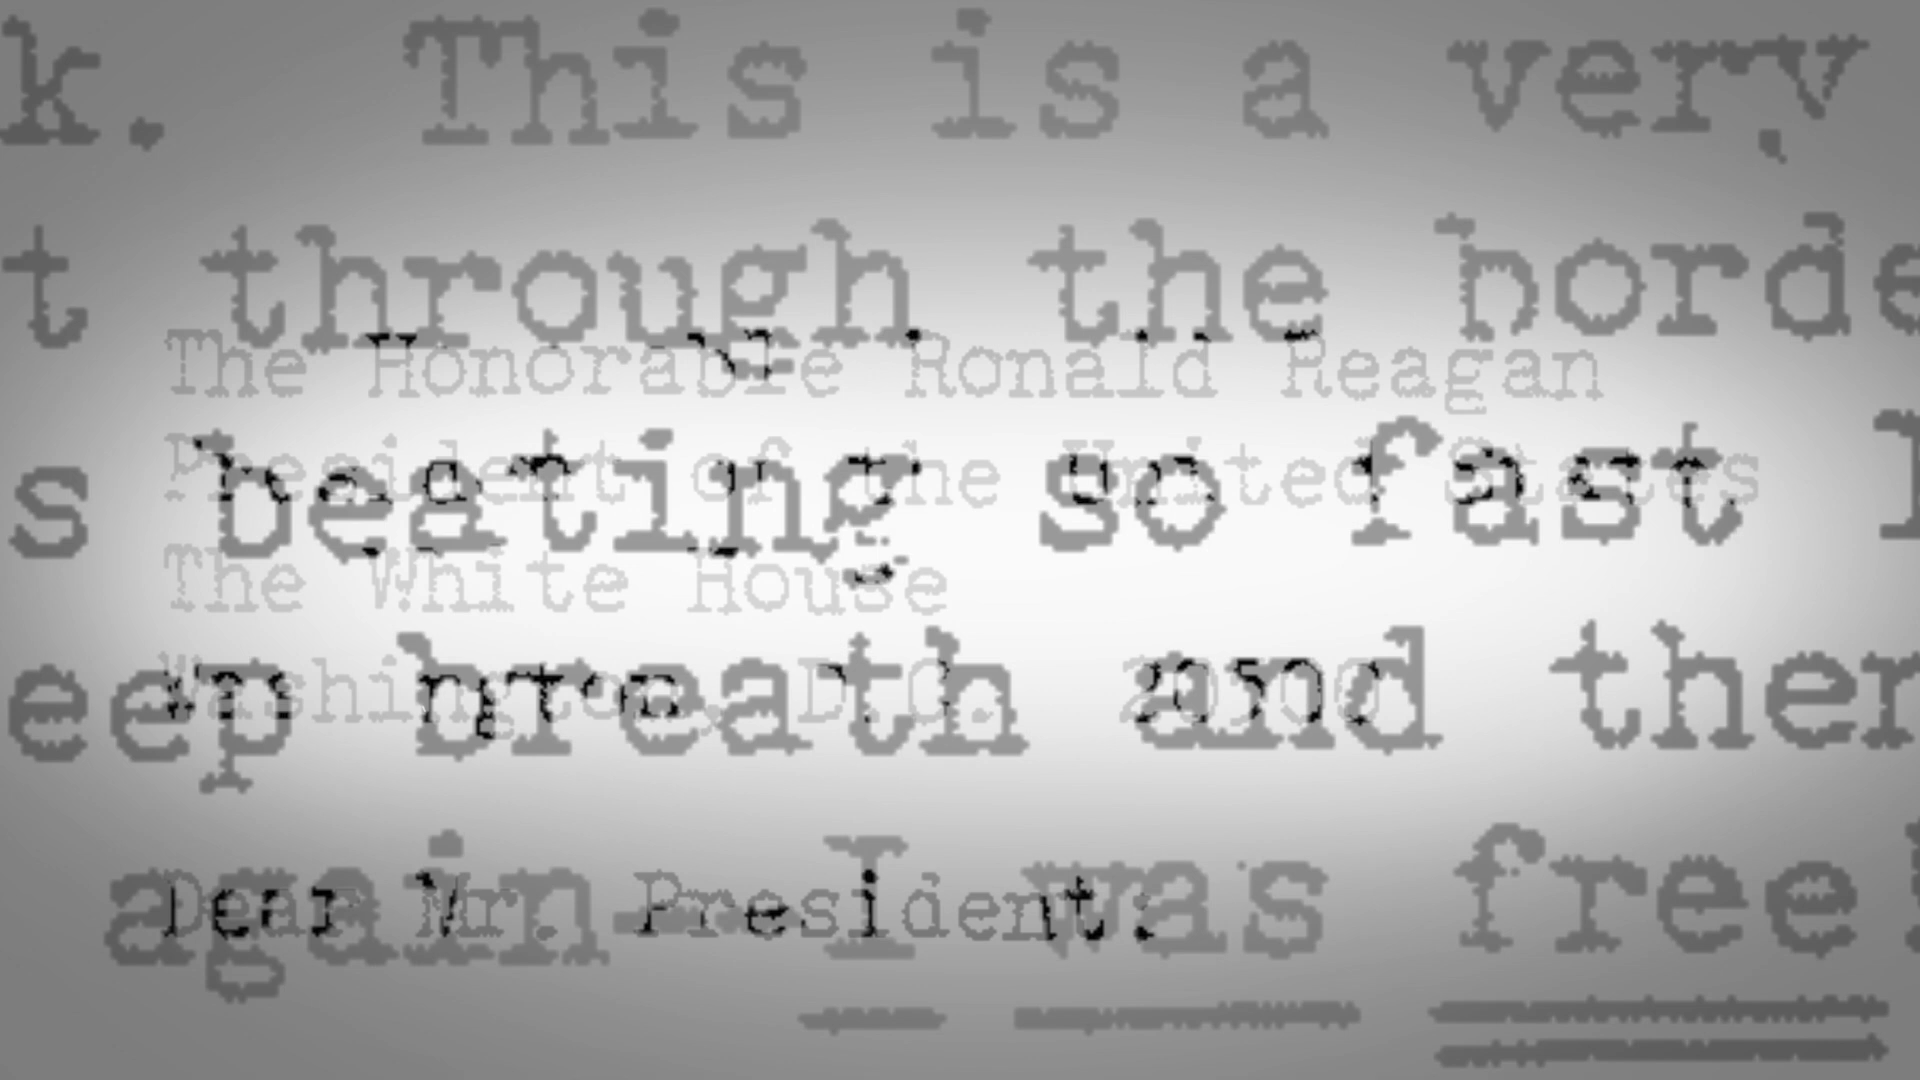 k. This is a very
t through the borde
The Honorable Ronald Reagan
President of the United States
s beating so fast I
The White House
eep breath and then
Washington, D.C. 20500
again - I was free!
Dear Mr. President: